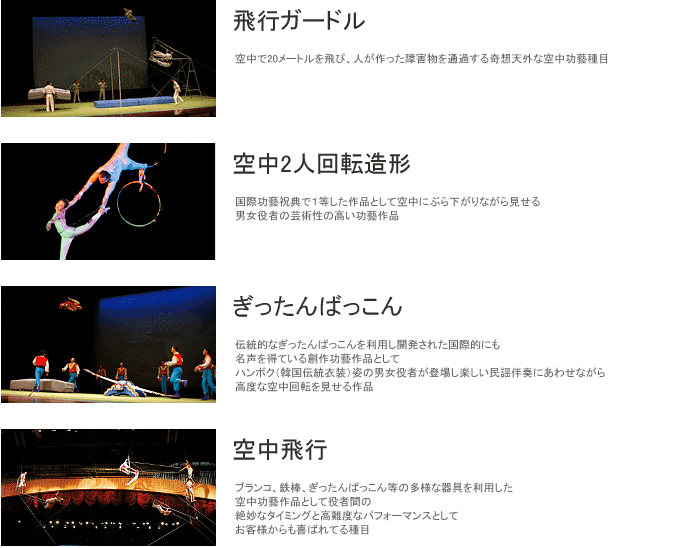 飛行ガードル
空中で20メートルを飛び、人が作った障害物を通過する奇想天外な空中功藝種目
空中2人回転造形
国際功藝祝典で1等した作品として空中にぶら下がりながら見せる
男女役者の芸術性の高い功藝作品
ぎったんばっこん
伝統的なぎったんばっこんを利用し開発された国際的にも
名声を得ている創作功藝作品として
ハンボク(韓国伝統衣装)姿の男女役者が登場し楽しい民謡伴奏にあわせながら
高度な空中回転を見せる作品
空中飛行
ブランコ、鉄棒、ぎったんばっこん等の多様な器具を利用した
空中功藝作品として役者間の
絶妙なタイミングと高難度なパフォーマンスとして
お客様からも喜ばれてる種目